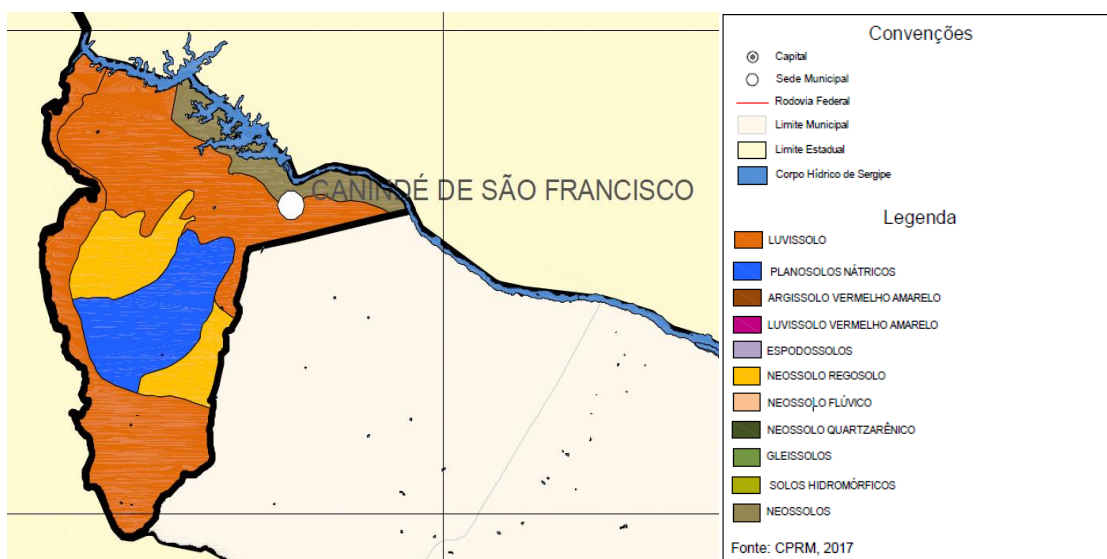 CANINDÉ DE SÃO FRANCISCO
Convenções
Capital
Sede Municipal
Rodovia Federal
Limite Municipal
Limite Estadual
Corpo Hídrico de Sergipe
Legenda
LUVISSOLO
PLANOSOLOS NÁTRICOS
ARGISSOLO VERMELHO AMARELO
LUVISSOLO VERMELHO AMARELO
ESPODOSSOLOS
NEOSSOLO REGOSOLO
NEOSSOLO FLÚVICO
NEOSSOLO QUARTZARÊNICO
GLEISSOLOS
SOLOS HIDROMÓRFICOS
NEOSSOLOS
Fonte: CPRM, 2017